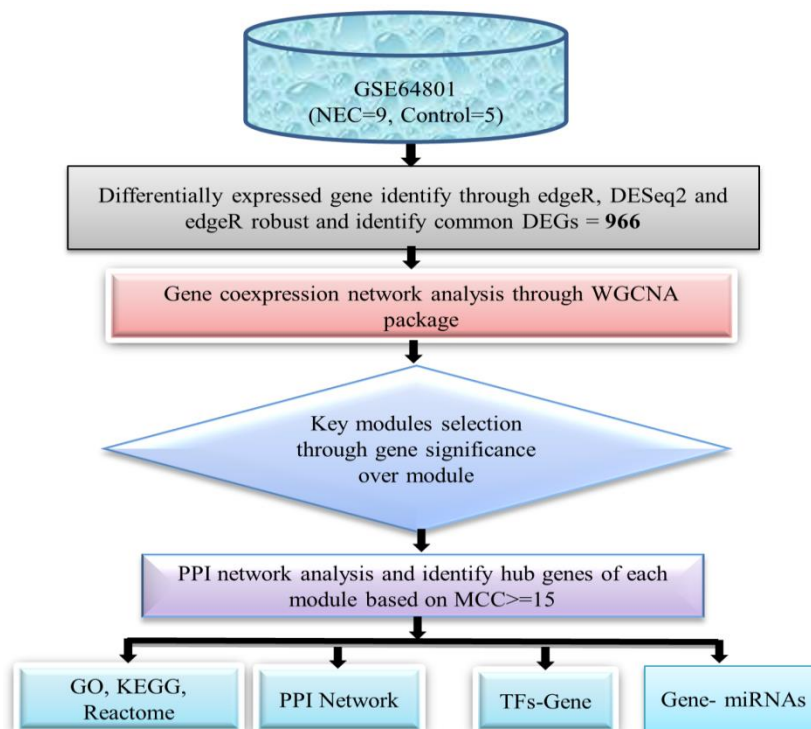 GSE64801
(NEC=9, Control=5)
Differentially expressed gene identify through edgeR, DESeq2 and
edgeR robust and identify common DEGs = 966
Gene coexpression network analysis through WGCNA
package
Key modules selection
through gene significance
over module
PPI network analysis and identify hub genes of each
module based on MCC>=15
GO, KEGG,
Reactome
PPI Network
TFs-Gene
Gene- miRNAs